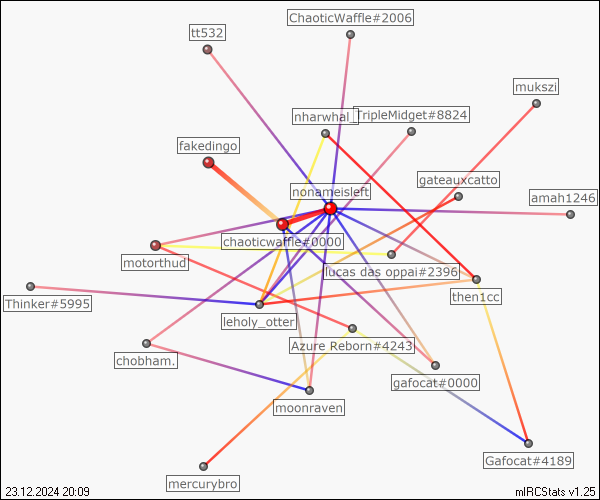 ChaoticWaffle#2006
tt532
mukszi
nharwhal_
TripleMidget#8824
fakedingo
gateauxcatto
nonameisleft
amah1246
chaoticwaffle#0000
motorthud
lucas das oppai#2396
then1cc
Thinker#5995
leholy_otter
Azure Reborn#4243
chobham.
gafocat#0000
moonraven
Gafocat#4189
mercurybro
23.12.2024 20:09
mIRCStats v1.25